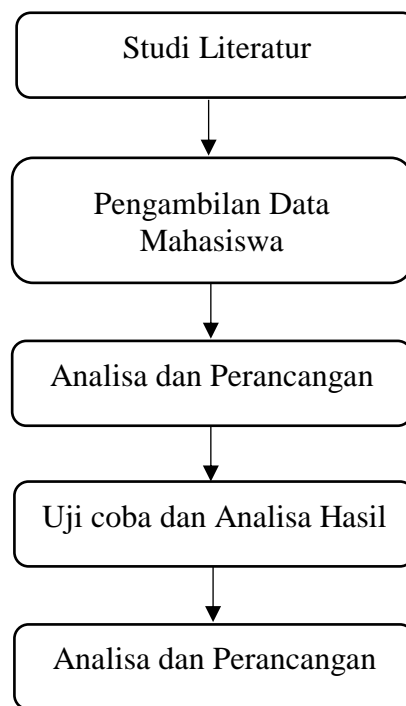 Studi Literatur
Pengambilan Data
Mahasiswa
Analisa dan Perancangan
Uji coba dan Analisa Hasil
Analisa dan Perancangan